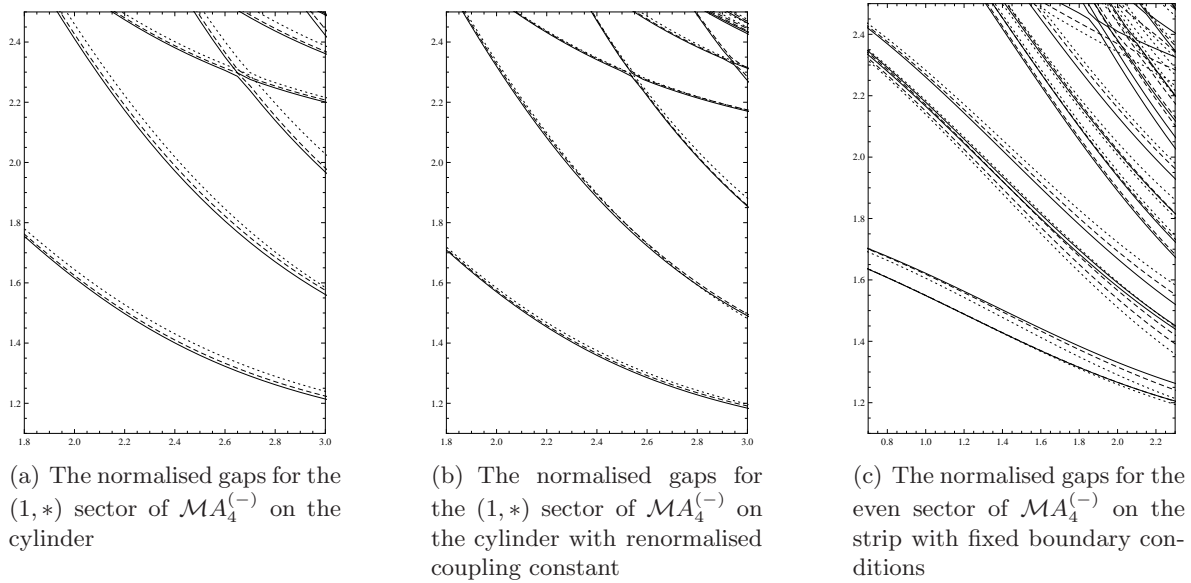 2.4
2.2
2.0
1.8
1.6
1.4
1.2
1.8 2.0 2.2 2.4 2.6 2.8 3.0
(a) The normalised gaps for the
(1, ∗) sector of MA₄⁽⁻⁾ on the
cylinder
2.4
2.2
2.0
1.8
1.6
1.4
1.2
1.8 2.0 2.2 2.4 2.6 2.8 3.0
(b) The normalised gaps for
the (1, ∗) sector of MA₄⁽⁻⁾ on
the cylinder with renormalised
coupling constant
2.4
2.2
2.0
1.8
1.6
1.4
1.2
0.8 1.0 1.2 1.4 1.6 1.8 2.0 2.2
(c) The normalised gaps for the
even sector of MA₄⁽⁻⁾ on the
strip with fixed boundary con-
ditions